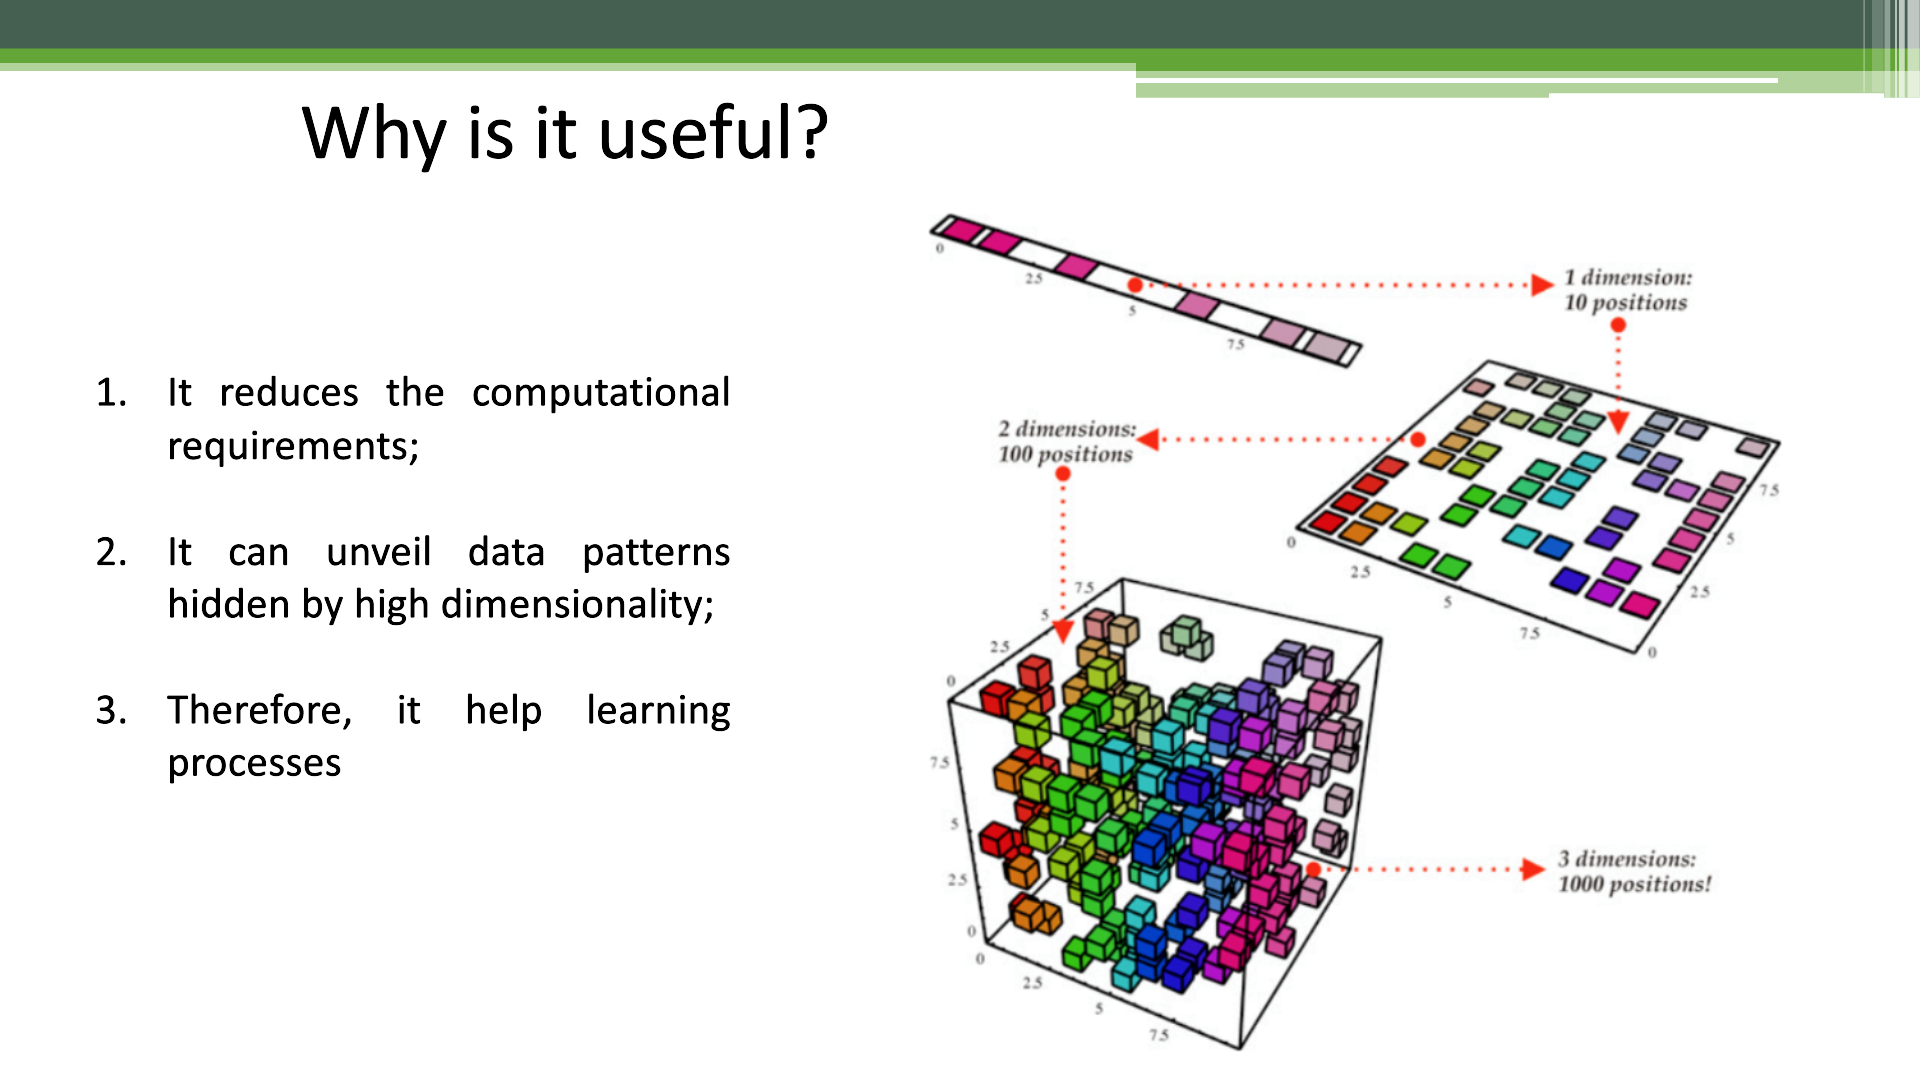 Why is it useful?
1. It reduces the computational
requirements;
2. It can unveil data patterns
hidden by high dimensionality;
3. Therefore, it help learning
processes
0
2.5
5
7.5
1 dimension:
10 positions
2 dimensions:
100 positions
0
2.5
5
7.5
0
2.5
5
7.5
7.5
5
2.5
0
7.5
5
2.5
0
0
2.5
5
7.5
3 dimensions:
1000 positions!